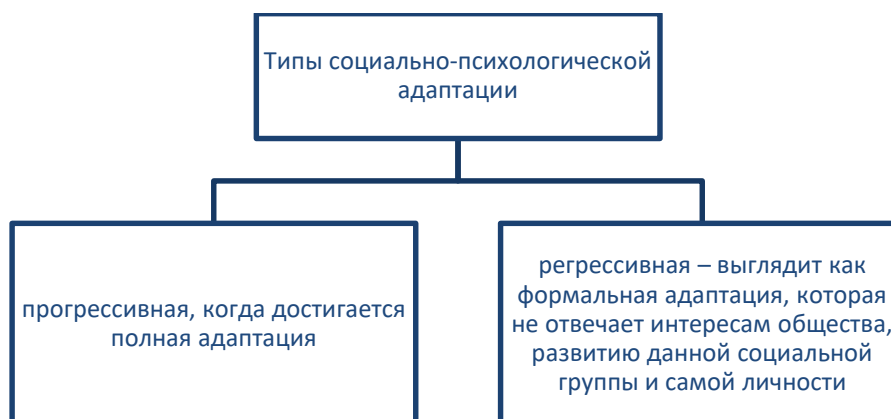 Типы социально-психологической
адаптации
прогрессивная, когда достигается
полная адаптация
регрессивная – выглядит как
формальная адаптация, которая
не отвечает интересам общества,
развитию данной социальной
группы и самой личности